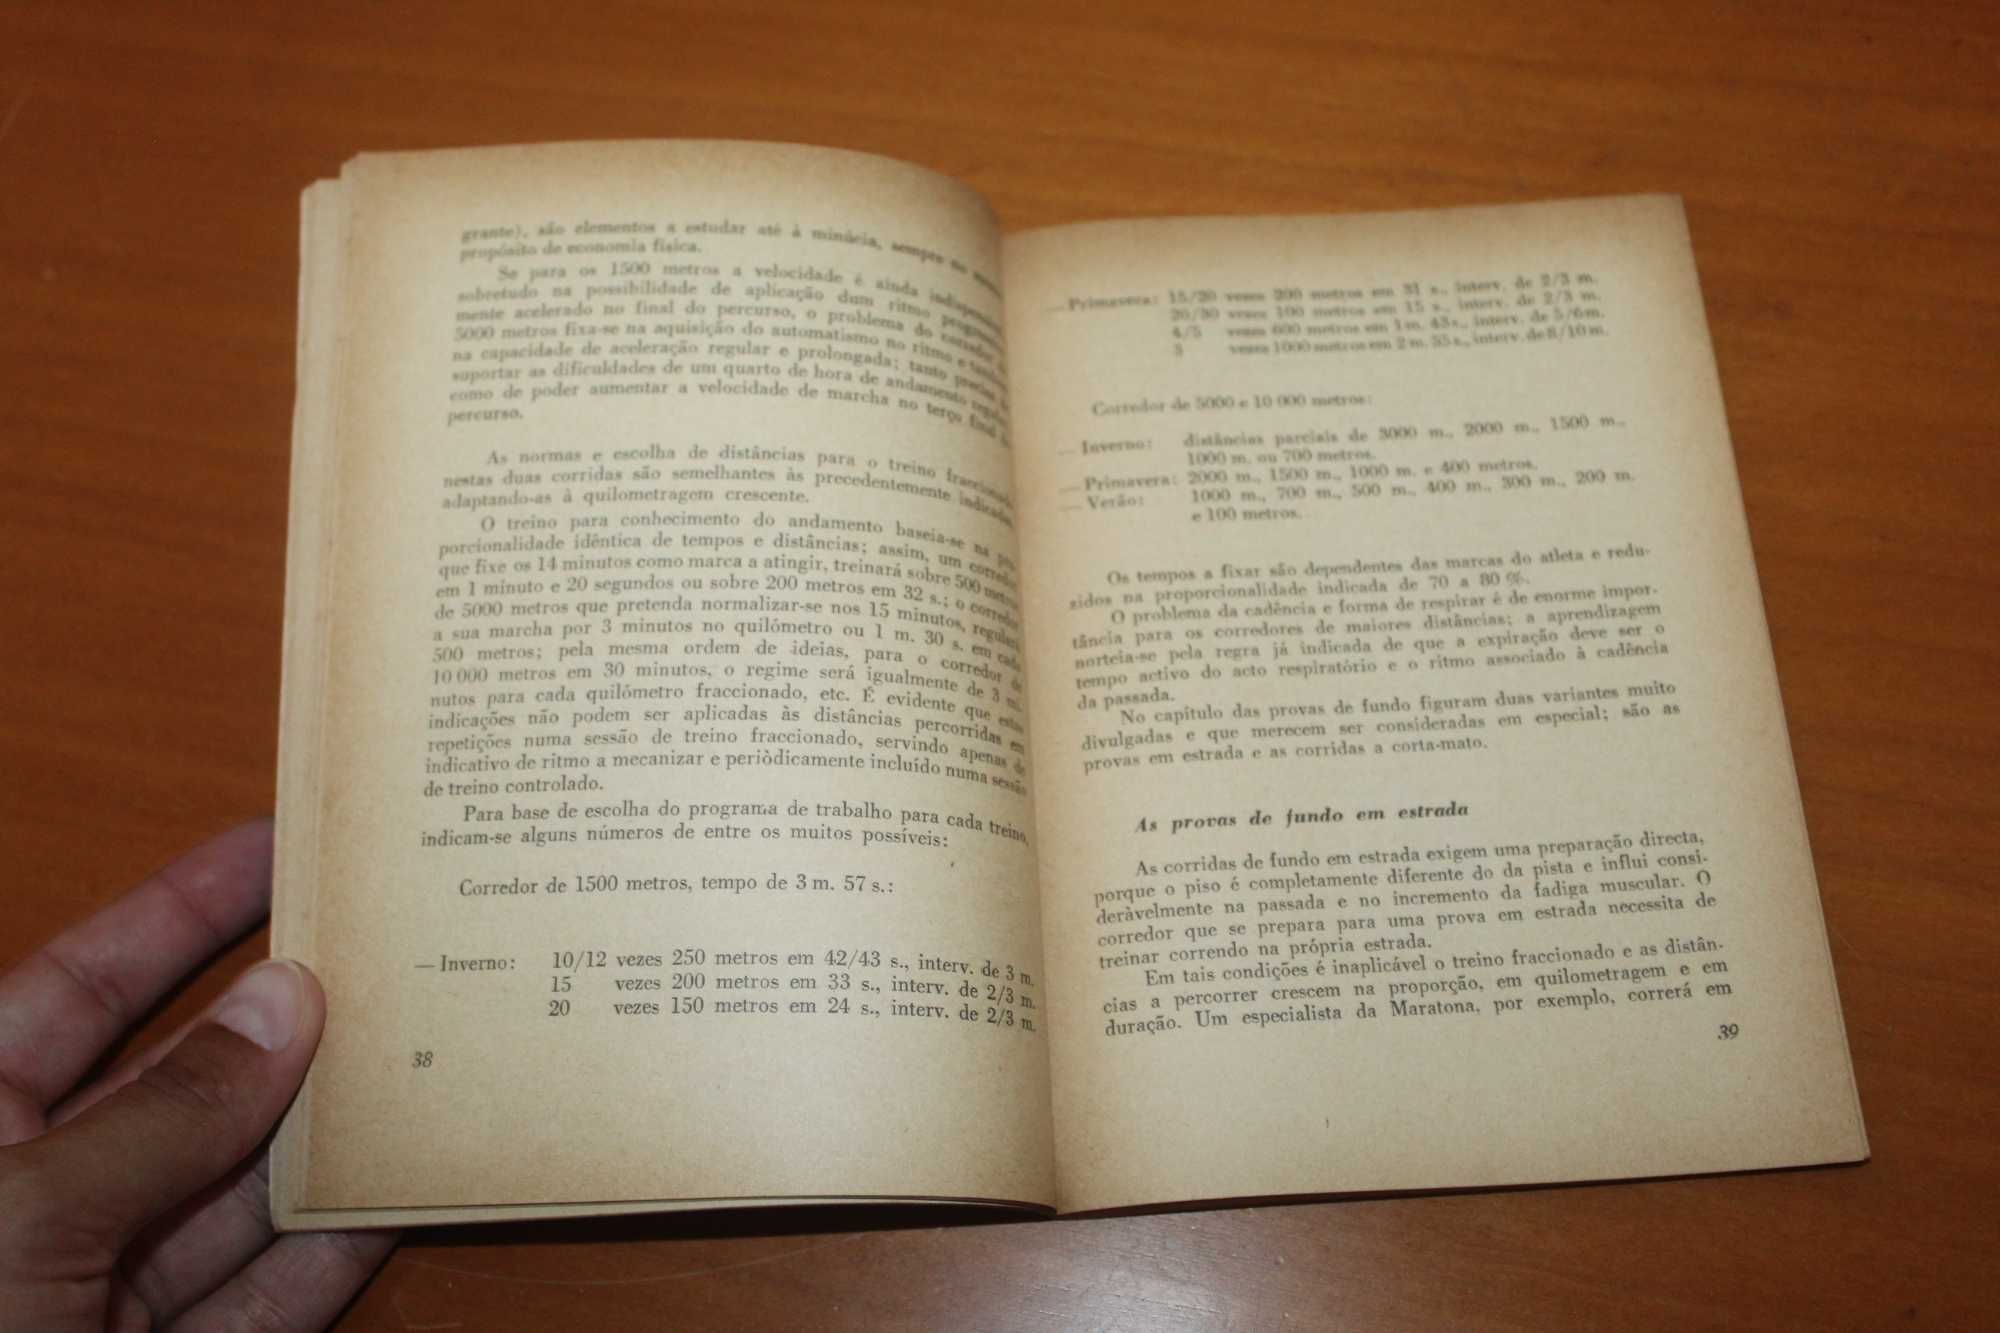 grante), são elementos a estudar até à minúcia, sempre no
propósito de economia física.
Se para os 1500 metros a velocidade é ainda
sobretudo na possibilidade de aplicação dum ritmo
mente acelerado no final do percurso, o problema do corredor
5000 metros fixa-se na aquisição do automatismo no ritmo e
na capacidade de aceleração regular e prolongada; tanto precisa
suportar as dificuldades de um quarto de hora de andamento regular
como de poder aumentar a velocidade de marcha no terço final
percurso.
As normas e escolha de distâncias para o treino fraccionado
nestas duas corridas são semelhantes às precedentemente indicadas,
adaptando-as à quilometragem crescente.
O treino para conhecimento do andamento baseia-se na pro-
porcionalidade idêntica de tempos e distâncias; assim, um corredor
que fixe os 14 minutos como marca a atingir, treinará sobre 500 metros
em 1 minuto e 20 segundos ou sobre 200 metros em 32 s.; o corredor
de 5000 metros que pretenda normalizar-se nos 15 minutos, regulará
a sua marcha por 3 minutos no quilómetro ou 1 m. 30 s. em cada
500 metros; pela mesma ordem de ideias, para o corredor de
10 000 metros em 30 minutos, o regime será igualmente de 3 mi-
nutos para cada quilómetro fraccionado, etc. É evidente que estas
indicações não podem ser aplicadas às distâncias percorridas em
repetições numa sessão de treino fraccionado, servindo apenas de
indicativo de ritmo a mecanizar e periòdicamente incluído numa sessão
de treino controlado.
Para base de escolha do programa de trabalho para cada treino,
indicam-se alguns números de entre os muitos possíveis:
Corredor de 1500 metros, tempo de 3 m. 57 s.:
— Inverno: 10/12 vezes 250 metros em 42/43 s., interv. de 3 m.
15 vezes 200 metros em 33 s., interv. de 2/3 m.
20 vezes 150 metros em 24 s., interv. de 2/3 m.
38
— Primavera: 15/20 vezes 200 metros em 31 s., interv. de 2/3 m.
20/30 vezes 100 metros em 15 s., interv. de 2/3 m.
4/5 vezes 600 metros em 1 m. 43 s., interv. de 5/6 m.
3 vezes 1000 metros em 2 m. 55 s., interv. de 8/10 m.
Corredor de 5000 e 10 000 metros:
— Inverno: distâncias parciais de 3000 m., 2000 m., 1500 m.,
1000 m. ou 700 metros.
— Primavera: 2000 m., 1500 m., 1000 m. e 400 metros.
— Verão: 1000 m., 700 m., 500 m., 400 m., 300 m., 200 m.
e 100 metros.
Os tempos a fixar são dependentes das marcas do atleta e redu-
zidos na proporcionalidade indicada de 70 a 80 %.
O problema da cadência e forma de respirar é de enorme impor-
tância para os corredores de maiores distâncias; a aprendizagem
norteia-se pela regra já indicada de que a expiração deve ser o
tempo activo do acto respiratório e o ritmo associado à cadência
da passada.
No capítulo das provas de fundo figuram duas variantes muito
divulgadas e que merecem ser consideradas em especial; são as
provas em estrada e as corridas a corta-mato.
As provas de fundo em estrada
As corridas de fundo em estrada exigem uma preparação directa,
porque o piso é completamente diferente do da pista e influi consi-
deràvelmente na passada e no incremento da fadiga muscular. O
corredor que se prepara para uma prova em estrada necessita de
treinar correndo na própria estrada.
Em tais condições é inaplicável o treino fraccionado e as distân-
cias a percorrer crescem na proporção, em quilometragem e em
duração. Um especialista da Maratona, por exemplo, correrá em
39